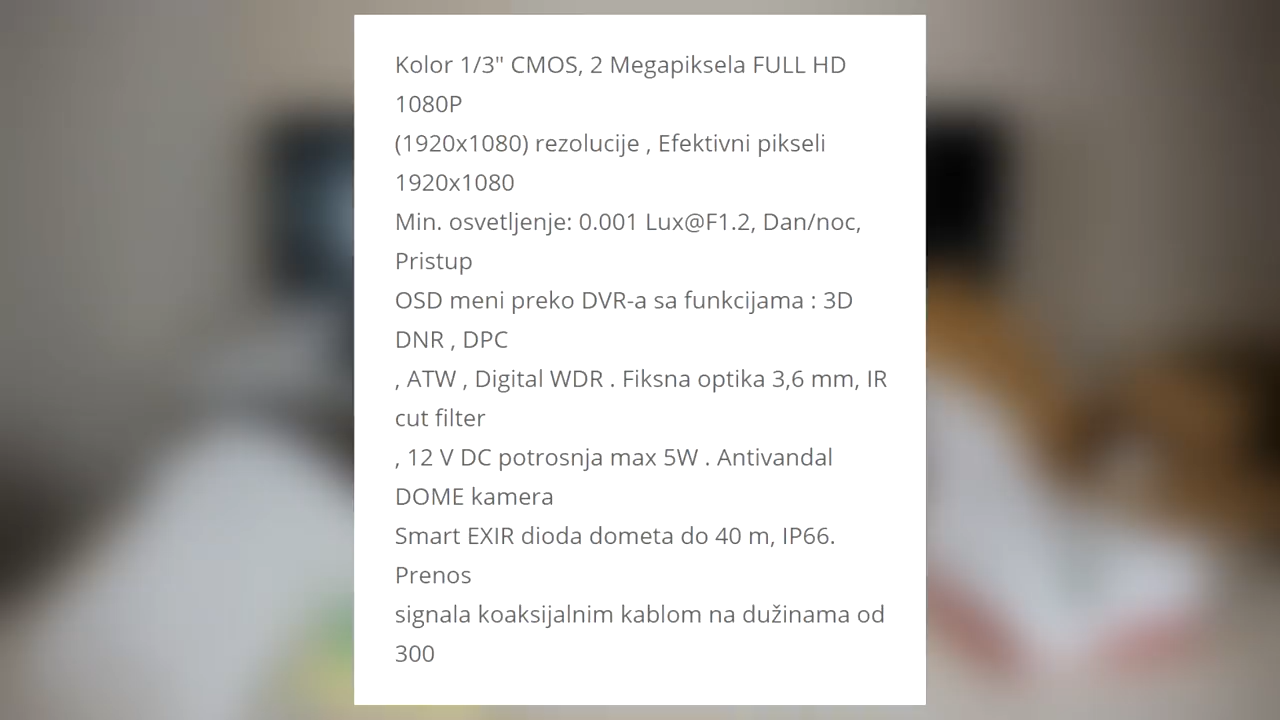 Kolor 1/3" CMOS, 2 Megapiksela FULL HD
1080P
(1920x1080) rezolucije , Efektivni pikseli
1920x1080
Min. osvetljenje: 0.001 Lux@F1.2, Dan/noc,
Pristup
OSD meni preko DVR-a sa funkcijama : 3D
DNR , DPC
, ATW , Digital WDR . Fiksna optika 3,6 mm, IR
cut filter
, 12 V DC potrosnja max 5W . Antivandal
DOME kamera
Smart EXIR dioda dometa do 40 m, IP66.
Prenos
signala koaksijalnim kablom na dužinama od
300